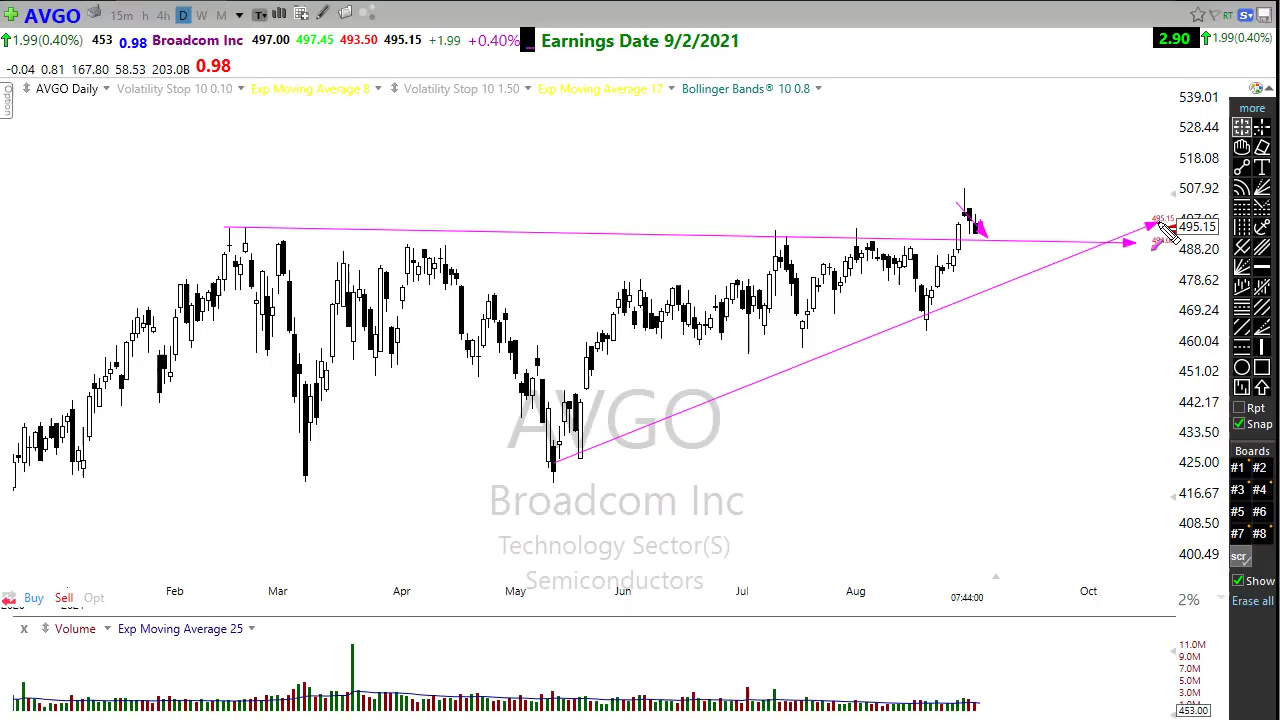 AVGO 15m h 4h D W M T RT S
1.99(0.40%) 453 0.98 Broadcom Inc 497.00 497.45 493.50 495.15 +1.99 +0.40% Earnings Date 9/2/2021 2.90 1.99(0.40%)
-0.04 0.81 167.80 58.53 203.0B 0.98
Option
AVGO Daily Volatility Stop 10 0.10 Exp Moving Average 8 Volatility Stop 10 1.50 Exp Moving Average 17 Bollinger Bands® 10 0.8
539.01
528.44
518.08
507.92
495.15
495.15
488.20
478.62
469.24
460.04
451.02
442.17
433.50
425.00
416.67
408.50
400.49
AVGO
Broadcom Inc
Technology Sector(S)
Semiconductors
Buy Sell Opt
Feb Mar Apr May Jun Jul Aug 07:44:00 Oct 2%
X Volume Exp Moving Average 25
11.0M
9.0M
7.0M
5.0M
3.0M
453.00
more
T
Rpt
Snap
Boards
#1 #2
#3 #4
#5 #6
#7 #8
scr
Show
Erase all